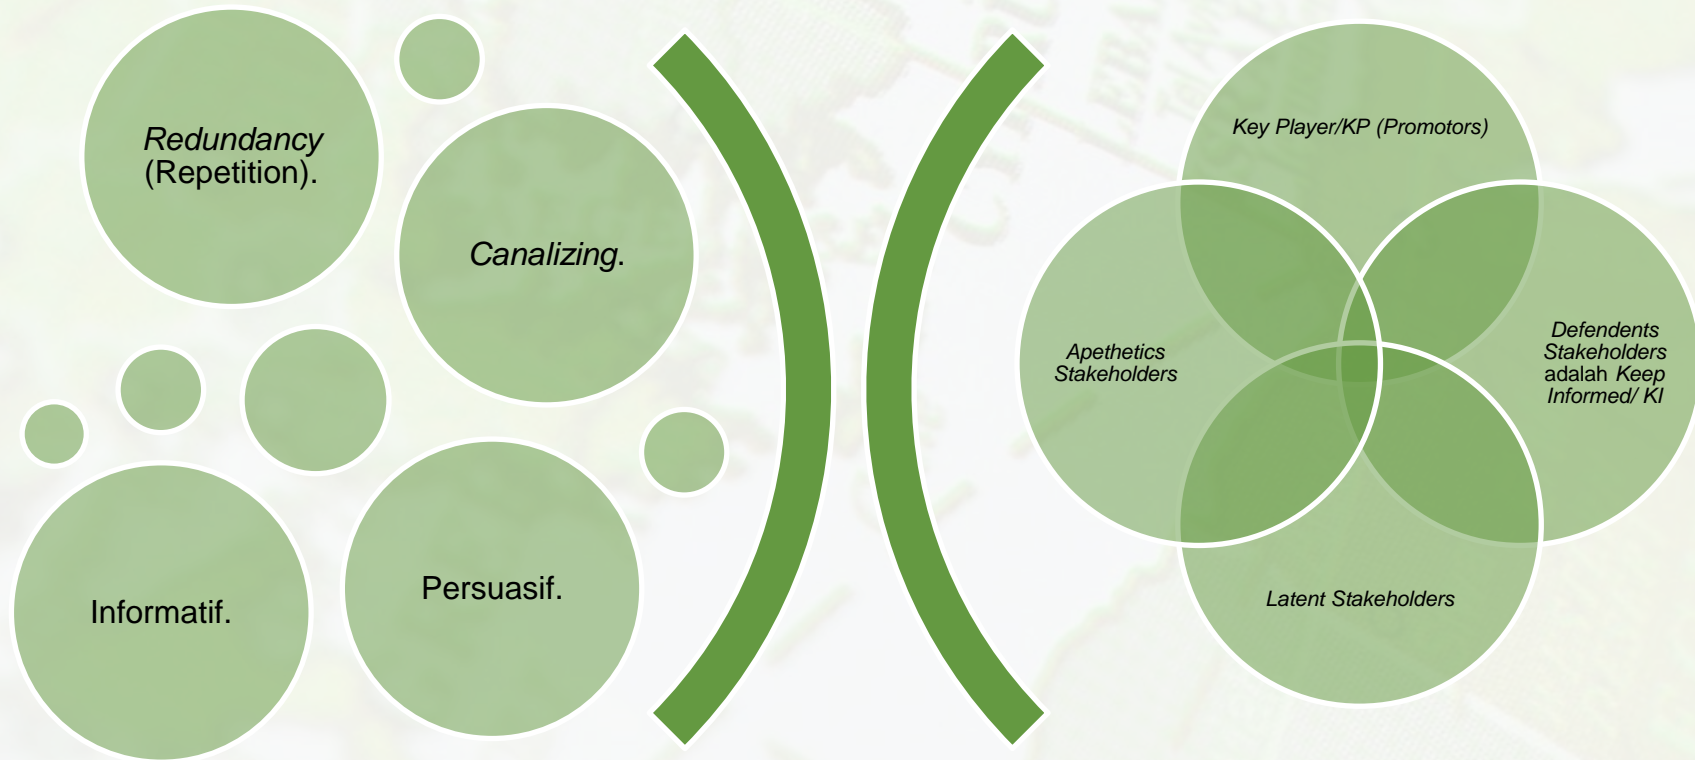 Redundancy
(Repetition).
Canalizing.
Informatif.
Persuasif.
Key Player/KP (Promotors)
Apethetics
Stakeholders
Defendents
Stakeholders
adalah Keep
Informed/ KI
Latent Stakeholders